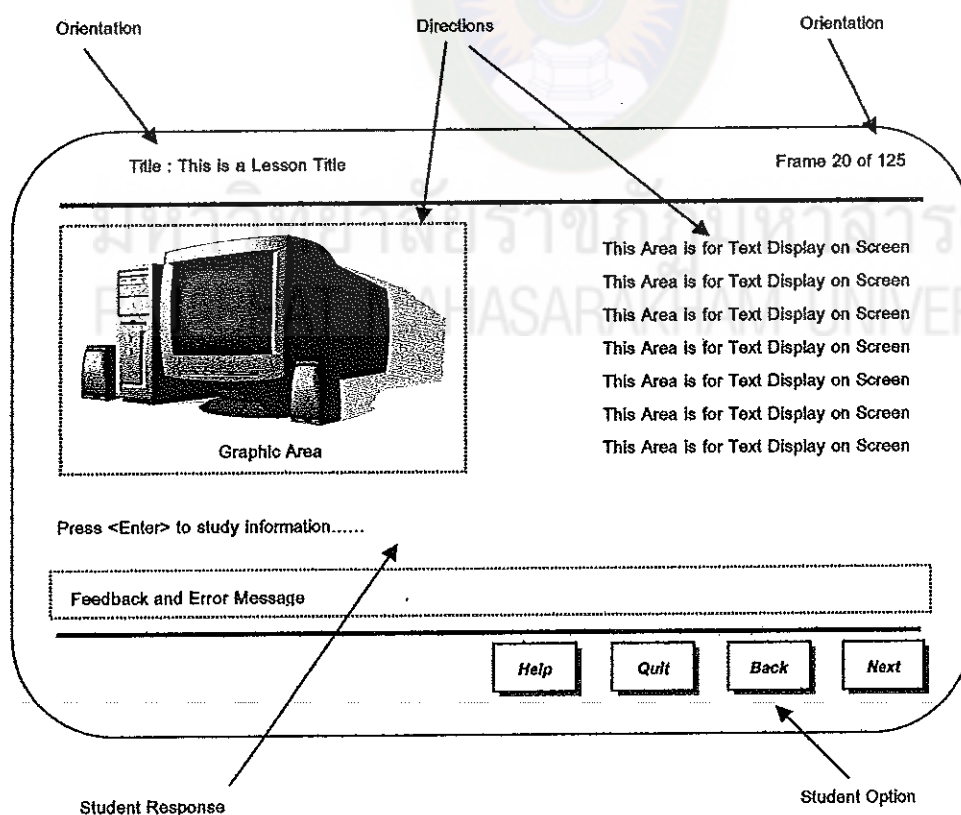 Orientation
Directions
Orientation
Title : This is a Lesson Title
Frame 20 of 125
This Area is for Text Display on Screen
This Area is for Text Display on Screen
This Area is for Text Display on Screen
This Area is for Text Display on Screen
This Area is for Text Display on Screen
This Area is for Text Display on Screen
This Area is for Text Display on Screen
Graphic Area
Press <Enter> to study information......
Feedback and Error Message
Help
Quit
Back
Next
Student Response
Student Option